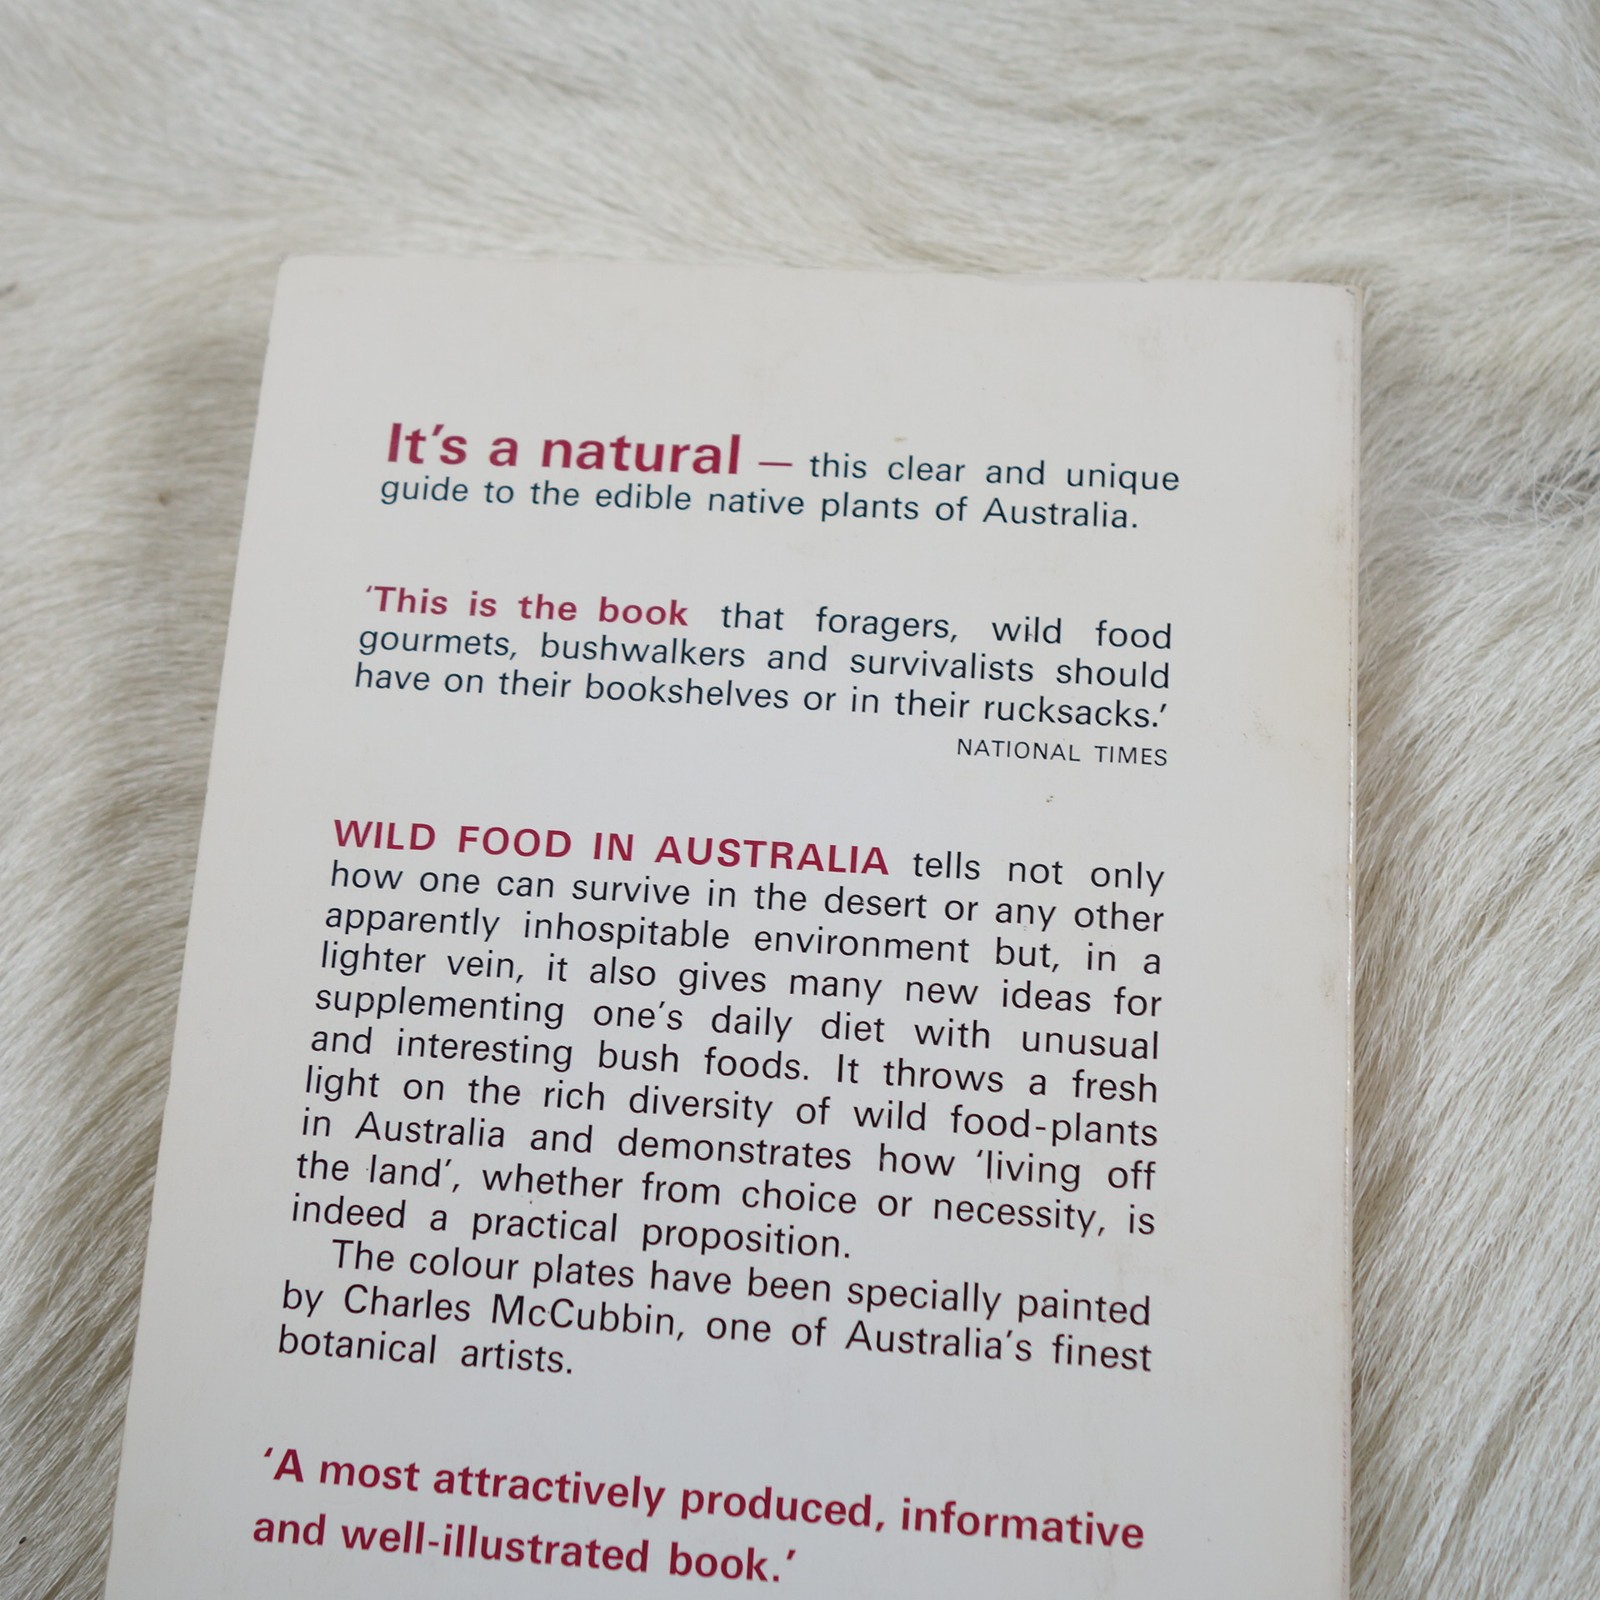 It's a natural — this clear and unique
guide to the edible native plants of Australia.
'This is the book that foragers, wild food
gourmets, bushwalkers and survivalists should
have on their bookshelves or in their rucksacks.'
NATIONAL TIMES
WILD FOOD IN AUSTRALIA tells not only
how one can survive in the desert or any other
apparently inhospitable environment but, in a
lighter vein, it also gives many new ideas for
supplementing one's daily diet with unusual
and interesting bush foods. It throws a fresh
light on the rich diversity of wild food-plants
in Australia and demonstrates how 'living off
the land', whether from choice or necessity, is
indeed a practical proposition.
The colour plates have been specially painted
by Charles McCubbin, one of Australia's finest
botanical artists.
'A most attractively produced, informative
and well-illustrated book.'